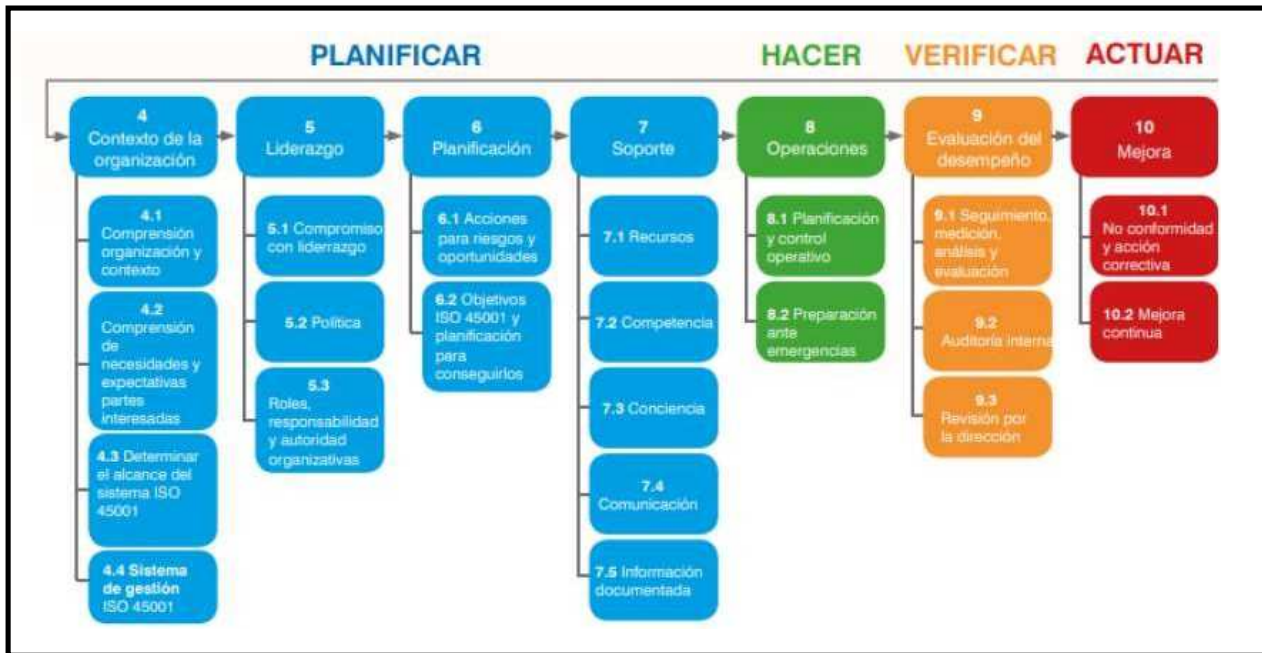 PLANIFICAR
HACER
VERIFICAR
ACTUAR
4
Contexto de la
organización
5
Liderazgo
6
Planificación
7
Soporte
8
Operaciones
9
Evaluación del
desempeño
10
Mejora
4.1
Comprensión
organización y
contexto
4.2
Comprensión
de
necesidades y
expectativas
partes
interesadas
4.3 Determinar
el alcance del
sistema ISO
45001
4.4 Sistema
de gestión
ISO 45001
5.1 Compromiso
con liderazgo
5.2 Política
5.3
Roles,
responsabilidad
y autoridad
organizativas
6.1 Acciones
para riesgos y
oportunidades
6.2 Objetivos
ISO 45001 y
planificación
para
conseguirlos
7.1 Recursos
7.2 Competencia
7.3 Conciencia
7.4
Comunicación
7.5 Información
documentada
8.1 Planificación
y control
operativo
8.2 Preparación
ante
emergencias
9.1 Seguimiento,
medición,
análisis y
evaluación
9.2
Auditoría interna
9.3
Revisión por
la dirección
10.1
No conformidad
y acción
correctiva
10.2 Mejora
continua